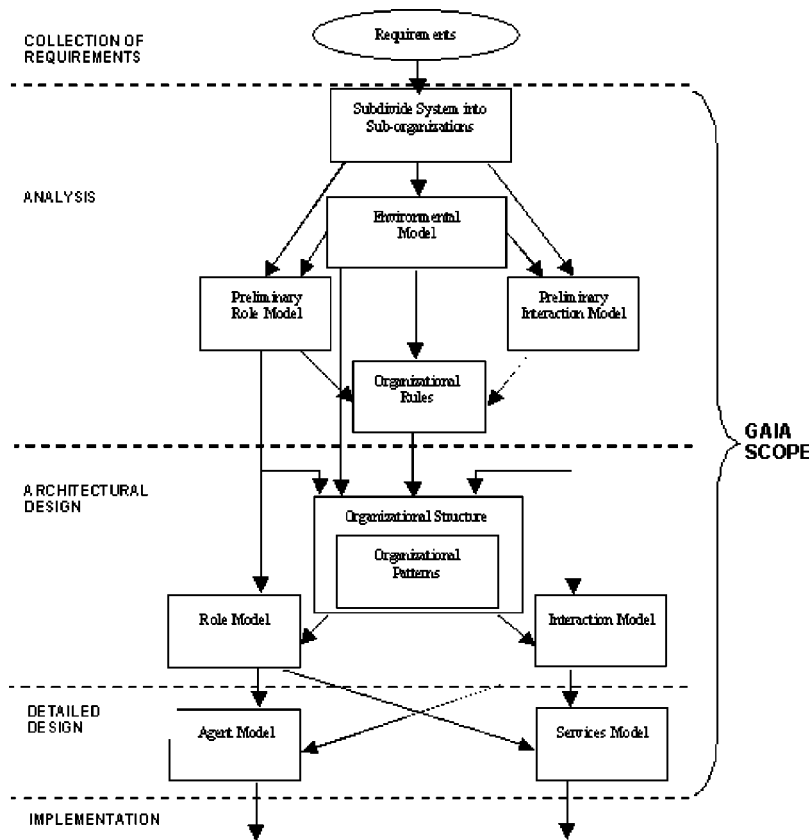 COLLECTION OF
REQUIREMENTS
Requirements
Subdivide System into
Sub-organizations
ANALYSIS
Environmental
Model
Preliminary
Role Model
Preliminary
Interaction Model
Organizational
Rules
GAIA
SCOPE
ARCHITECTURAL
DESIGN
Organizational Structure
Organizational
Patterns
Role Model
Interaction Model
DETAILED
DESIGN
Agent Model
Services Model
IMPLEMENTATION